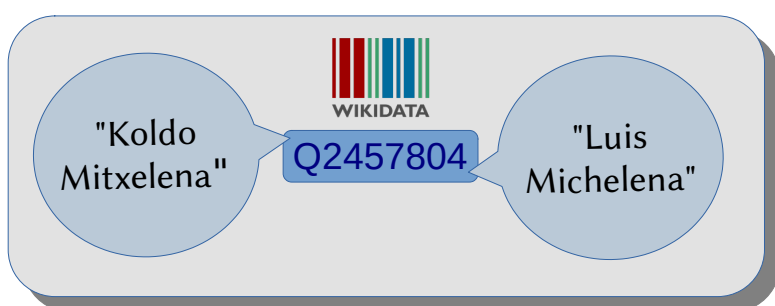 WIKIDATA
"Koldo
Mitxelena"
Q2457804
"Luis
Michelena"